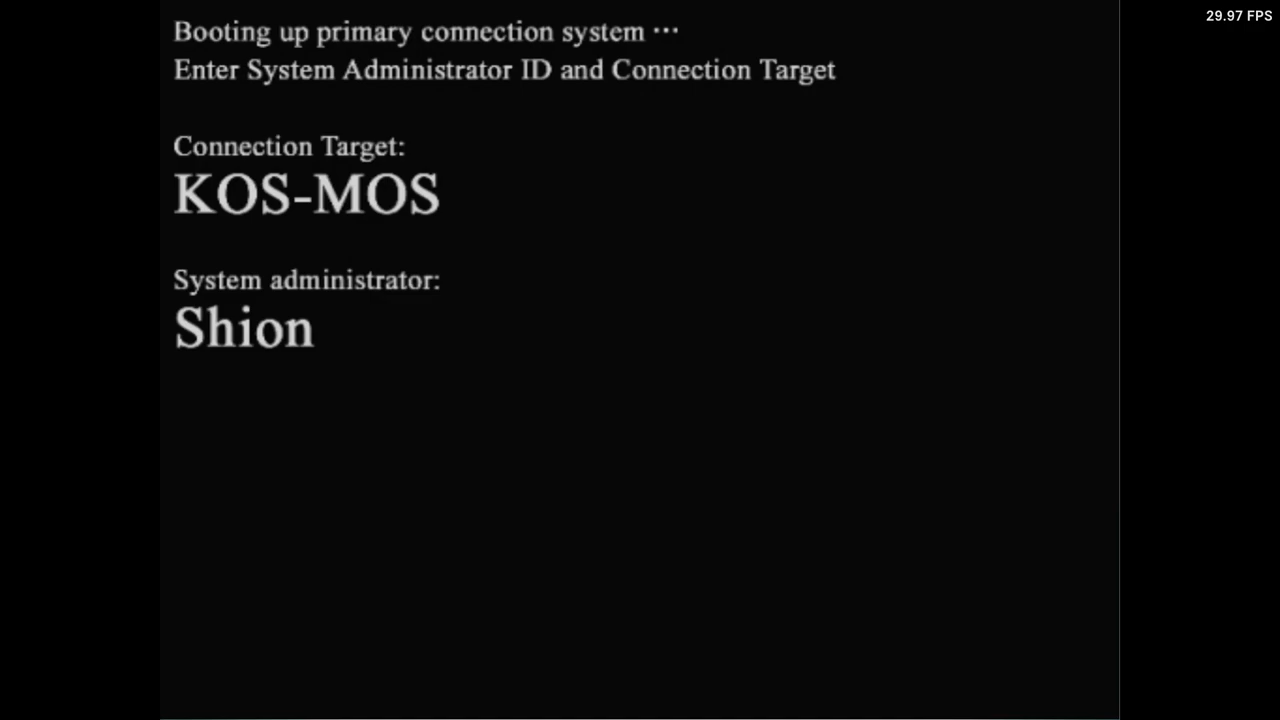 29.97 FPS
Booting up primary connection system ···
Enter System Administrator ID and Connection Target
Connection Target:
KOS-MOS
System administrator:
Shion